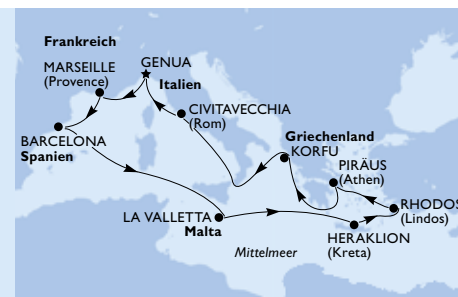 Frankreich
MARSEILLE
(Provence)
GENUA
Italien
CIVITAVECCHIA
(Rom)
BARCELONA
Spanien
Griechenland
KORFU
PIRÄUS
(Athen)
RHODOS
(Lindos)
LA VALLETTA
Malta
HERAKLION
(Kreta)
Mittelmeer